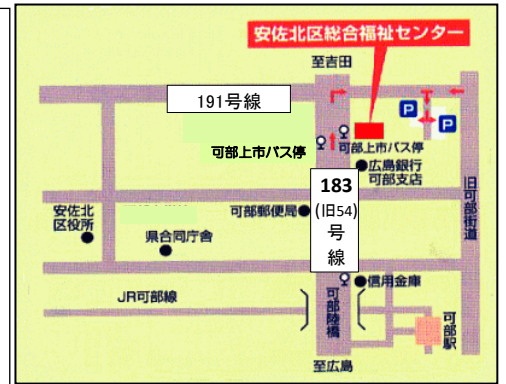 安佐北区総合福祉センター
至吉田
191号線
P
P
可部上市バス停
可部上市バス停
広島銀行
可部支店
183
(旧54)
号
線
旧可部街道
安佐北
区役所
可部郵便局
県合同庁舎
信用金庫
JR可部線
可部陸橋
可部駅
至広島